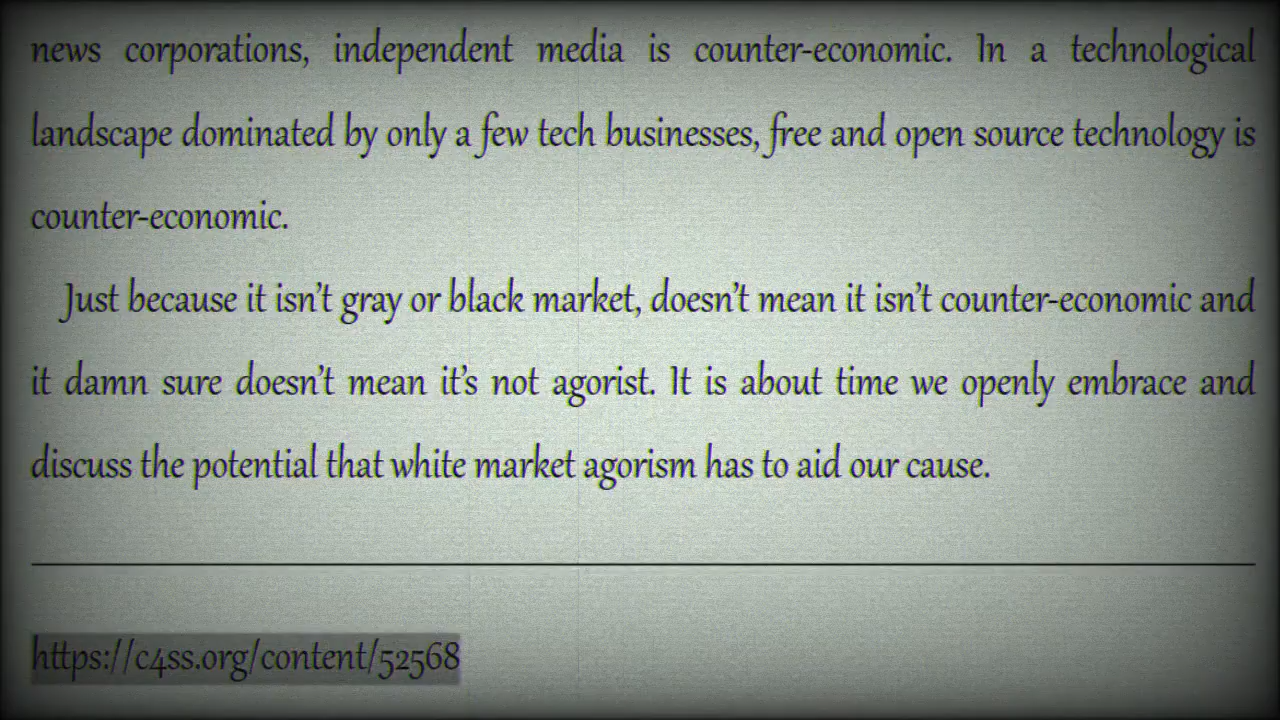 news corporations, independent media is counter-economic. In a technological
landscape dominated by only a few tech businesses, free and open source technology is
counter-economic.
Just because it isn’t gray or black market, doesn’t mean it isn’t counter-economic and
it damn sure doesn’t mean it’s not agorist. It is about time we openly embrace and
discuss the potential that white market agorism has to aid our cause.
https://c4ss.org/content/52568